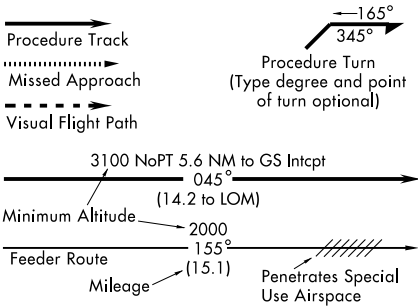 165°
345°
Procedure Track
Missed Approach
Visual Flight Path
Procedure Turn
(Type degree and point
of turn optional)
3100 NoPT 5.6 NM to GS Intcpt
045°
(14.2 to LOM)
Minimum Altitude
2000
155°
(15.1)
Feeder Route
Mileage
Penetrates Special
Use Airspace